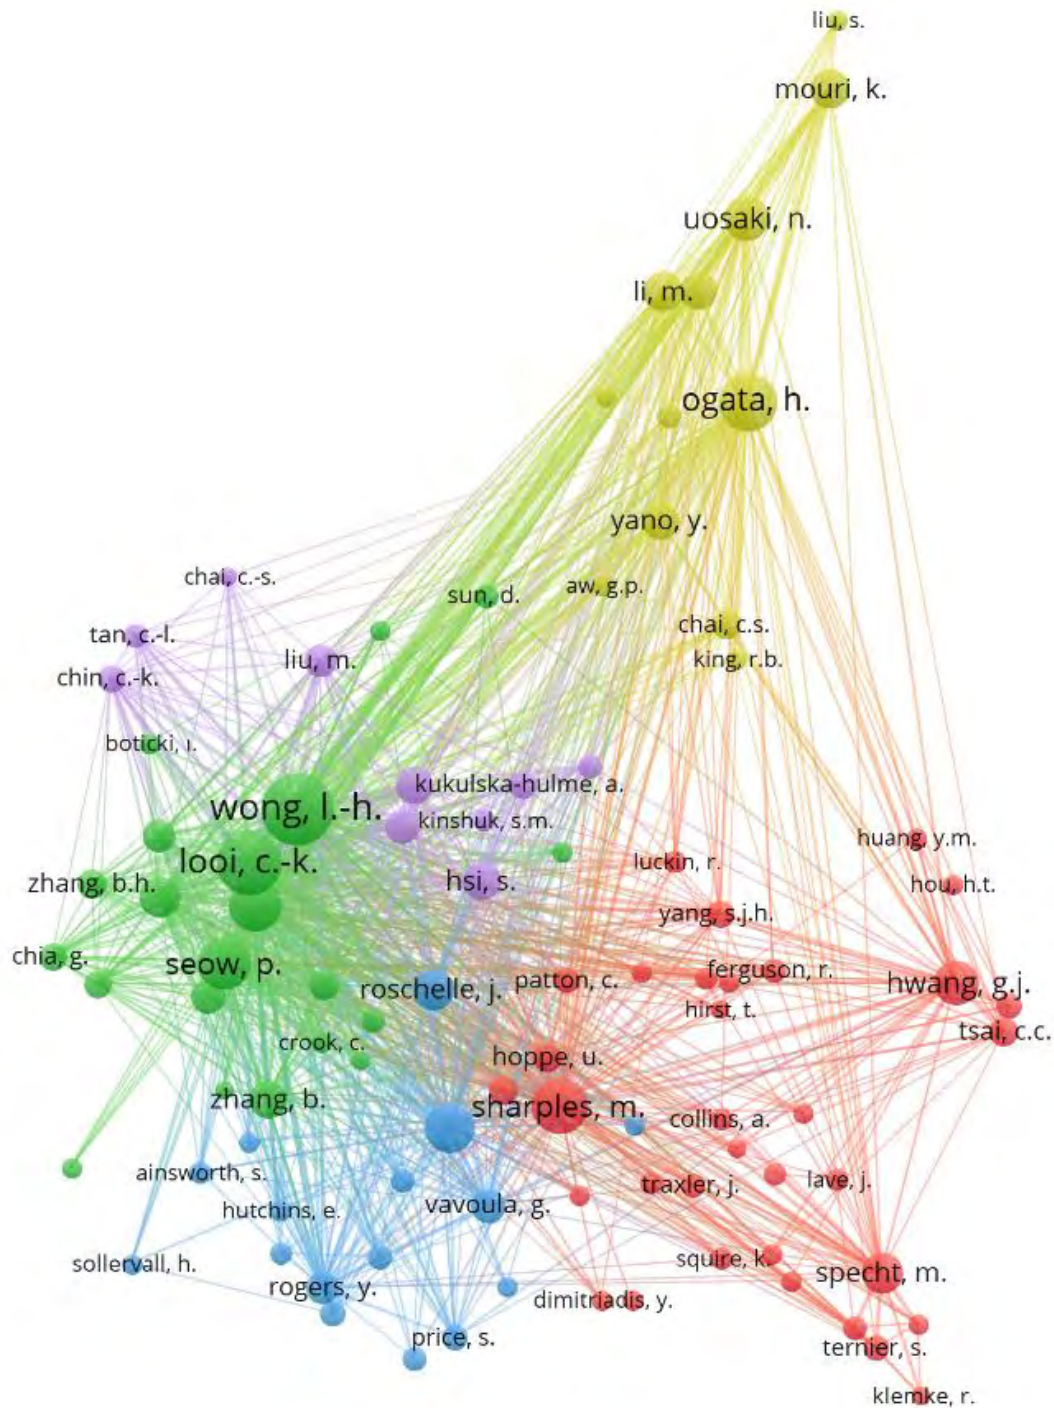 liu, s.
mouri, k.
uosaki, n.
li, m.
ogata, h.
yano, y.
chai, c.-s.
sun, d.
aw, g.p.
tan, c.-l.
chai, c.s.
liu, m.
king, r.b.
chin, c.-k.
boticki, ı.
kukulska-hulme, a.
wong, l.-h.
kinshuk, s.m.
huang, y.m.
looi, c.-k.
luckin, r.
zhang, b.h.
hsi, s.
hou, h.t.
yang, s.j.h.
chia, g.
seow, p.
ferguson, r.
patton, c.
hwang, g.j.
roschelle, j.
hirst, t.
tsai, c.c.
crook, c.
hoppe, u.
zhang, b.
sharples, m.
collins, a.
ainsworth, s.
traxler, j.
lave, j.
vavoula, g.
hutchins, e.
sollervall, h.
squire, k.
specht, m.
rogers, y.
dimitriadis, y.
price, s.
ternier, s.
klemke, r.